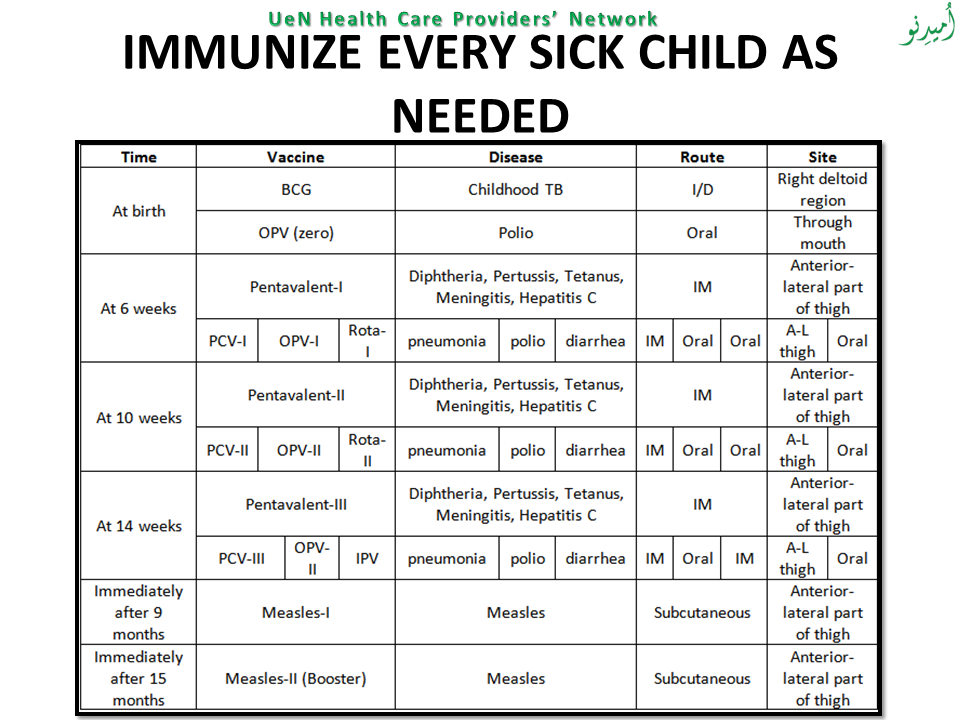 UeN Health Care Providers’ Network
اُمیدِنو
IMMUNIZE EVERY SICK CHILD AS
NEEDED
Time Vaccine Disease Route Site
At birth
BCG Childhood TB I/D Right deltoid
region
OPV (zero) Polio Oral Through
mouth
At 6 weeks
Pentavalent-I Diphtheria, Pertussis, Tetanus,
Meningitis, Hepatitis C IM Anterior-
lateral part
of thigh
PCV-I OPV-I Rota-
I pneumonia polio diarrhea IM Oral Oral A-L
thigh Oral
At 10 weeks
Pentavalent-II Diphtheria, Pertussis, Tetanus,
Meningitis, Hepatitis C IM Anterior-
lateral part
of thigh
PCV-II OPV-II Rota-
II pneumonia polio diarrhea IM Oral Oral A-L
thigh Oral
At 14 weeks
Pentavalent-III Diphtheria, Pertussis, Tetanus,
Meningitis, Hepatitis C IM Anterior-
lateral part
of thigh
PCV-III OPV-
II IPV pneumonia polio diarrhea IM Oral IM A-L
thigh Oral
Immediately
after 9
months
Measles-I Measles Subcutaneous Anterior-
lateral part
of thigh
Immediately
after 15
months
Measles-II (Booster) Measles Subcutaneous Anterior-
lateral part
of thigh